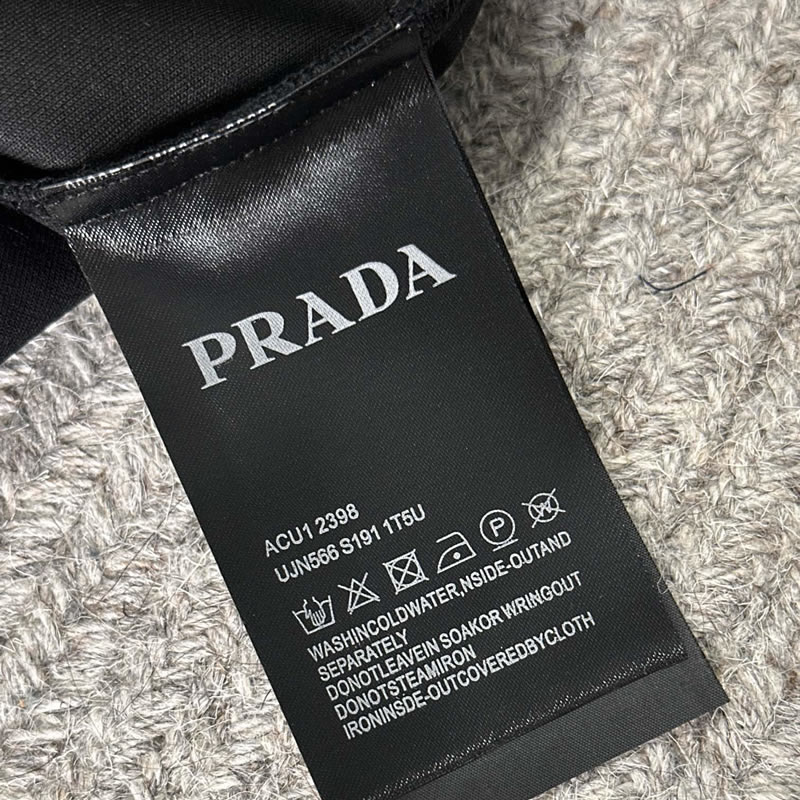 PRADA
ACU1 2398
UJN566 S191 1T5U
WASHINCOLDWATER,NSIDE-OUTAND
SEPARATELY
DONOTLEAVEIN SOAKOR WRINGOUT
DONOTSTEAMIRON
IRONINSDE-OUTCOVEREDBYCLOTH